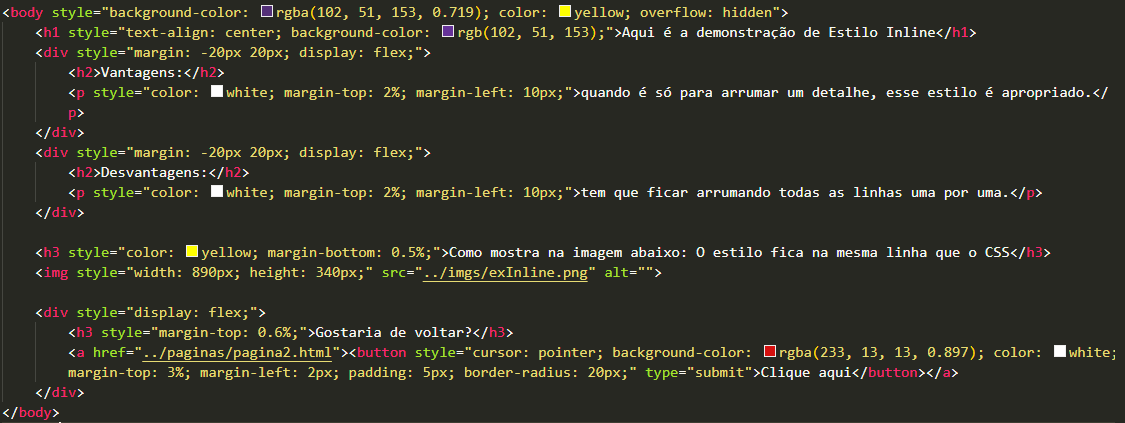 <body style="background-color: rgba(102, 51, 153, 0.719); color: yellow; overflow: hidden">
<h1 style="text-align: center; background-color: rgb(102, 51, 153);">Aqui é a demonstração de Estilo Inline</h1>
<div style="margin: -20px 20px; display: flex;">
<h2>Vantagens:</h2>
<p style="color: white; margin-top: 2%; margin-left: 10px;">quando é só para arrumar um detalhe, esse estilo é apropriado.</
p>
</div>
<div style="margin: -20px 20px; display: flex;">
<h2>Desvantagens:</h2>
<p style="color: white; margin-top: 2%; margin-left: 10px;">tem que ficar arrumando todas as linhas uma por uma.</p>
</div>
<h3 style="color: yellow; margin-bottom: 0.5%;">Como mostra na imagem abaixo: O estilo fica na mesma linha que o CSS</h3>
<img style="width: 890px; height: 340px;" src="../imgs/exInline.png" alt="">
<div style="display: flex;">
<h3 style="margin-top: 0.6%;">Gostaria de voltar?</h3>
<a href="../paginas/pagina2.html"><button style="cursor: pointer; background-color: rgba(233, 13, 13, 0.897); color: white;
margin-top: 3%; margin-left: 2px; padding: 5px; border-radius: 20px;" type="submit">Clique aqui</button></a>
</div>
</body>